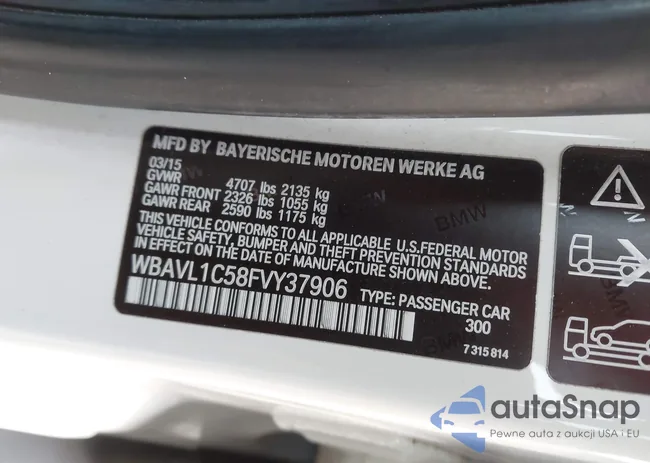 MFD BY BAYERISCHE MOTOREN WERKE AG
03/15
GVWR 4707 lbs 2135 kg
GAWR FRONT 2326 lbs 1055 kg
GAWR REAR 2590 lbs 1175 kg
THIS VEHICLE CONFORMS TO ALL APPLICABLE U.S.FEDERAL MOTOR
VEHICLE SAFETY, BUMPER AND THEFT PREVENTION STANDARDS
IN EFFECT ON THE DATE OF MANUFACTURE SHOWN ABOVE.
WBAVL1C58FVY37906 TYPE: PASSENGER CAR
300
7 315 814
BMW
autaSnap
Pewne auta z aukcji USA i EU